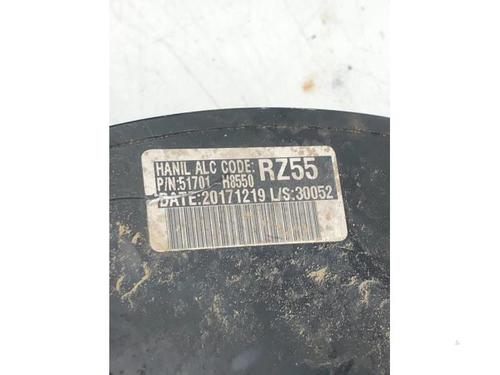 HANIL ALC CODE: RZ55
P/N:51701 H8550
DATE:20171219 L/S:30052